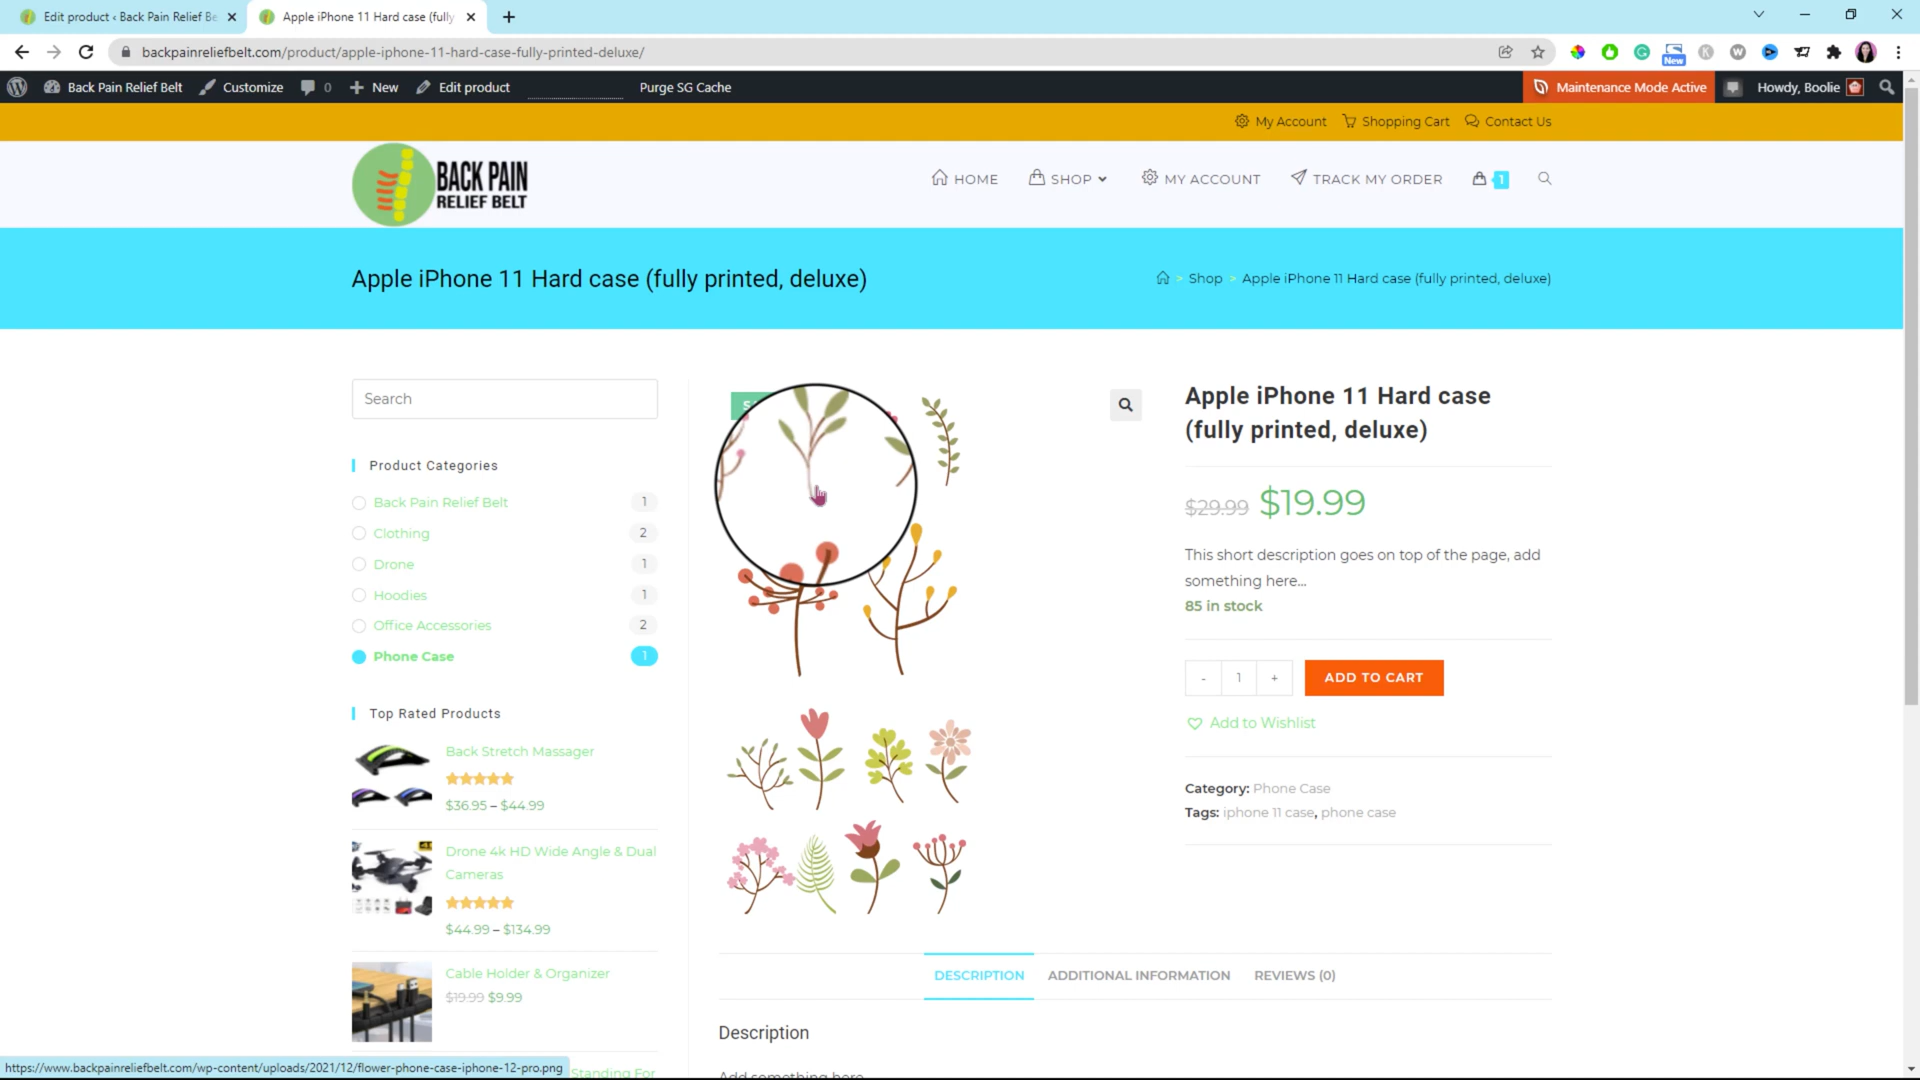 Edit product ‹ Back Pain Relief Be
Apple iPhone 11 Hard case (fully
backpainreliefbelt.com/product/apple-iphone-11-hard-case-fully-printed-deluxe/
New
Back Pain Relief Belt
Customize
0
New
Edit product
Purge SG Cache
Maintenance Mode Active
Howdy, Boolie
My Account
Shopping Cart
Contact Us
BACK PAIN
RELIEF BELT
HOME
SHOP
MY ACCOUNT
TRACK MY ORDER
1
Apple iPhone 11 Hard case (fully printed, deluxe)
> Shop > Apple iPhone 11 Hard case (fully printed, deluxe)
Search
Product Categories
Back Pain Relief Belt 1
Clothing 2
Drone 1
Hoodies 1
Office Accessories 2
Phone Case 1
Top Rated Products
Back Stretch Massager
$36.95 – $44.99
Drone 4k HD Wide Angle & Dual
Cameras
$44.99 – $134.99
Cable Holder & Organizer
$19.99 $9.99
Standing For
Apple iPhone 11 Hard case
(fully printed, deluxe)
$29.99 $19.99
This short description goes on top of the page, add
something here...
85 in stock
- 1 +
ADD TO CART
Add to Wishlist
Category: Phone Case
Tags: iphone 11 case, phone case
DESCRIPTION
ADDITIONAL INFORMATION
REVIEWS (0)
Description
Add something here
https://www.backpainreliefbelt.com/wp-content/uploads/2021/12/flower-phone-case-iphone-12-pro.png